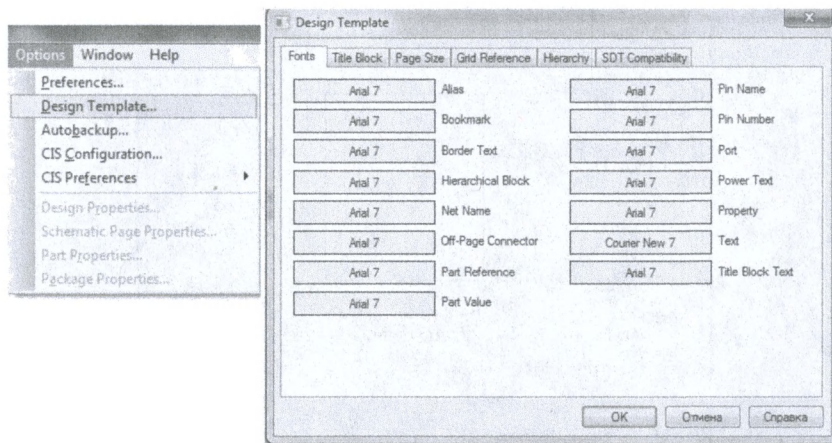 Options Window Help
Preferences...
Design Template...
Autobackup...
CIS Configuration...
CIS Preferences
Design Properties...
Schematic Page Properties...
Part Properties...
Package Properties...
Design Template
Fonts Title Block Page Size Grid Reference Hierarchy SDT Compatibility
Arial 7 Alias Arial 7 Pin Name
Arial 7 Bookmark Arial 7 Pin Number
Arial 7 Border Text Arial 7 Port
Arial 7 Hierarchical Block Arial 7 Power Text
Arial 7 Net Name Arial 7 Property
Arial 7 Off-Page Connector Courier New 7 Text
Arial 7 Part Reference Arial 7 Title Block Text
Arial 7 Part Value
OK Отмена Справка